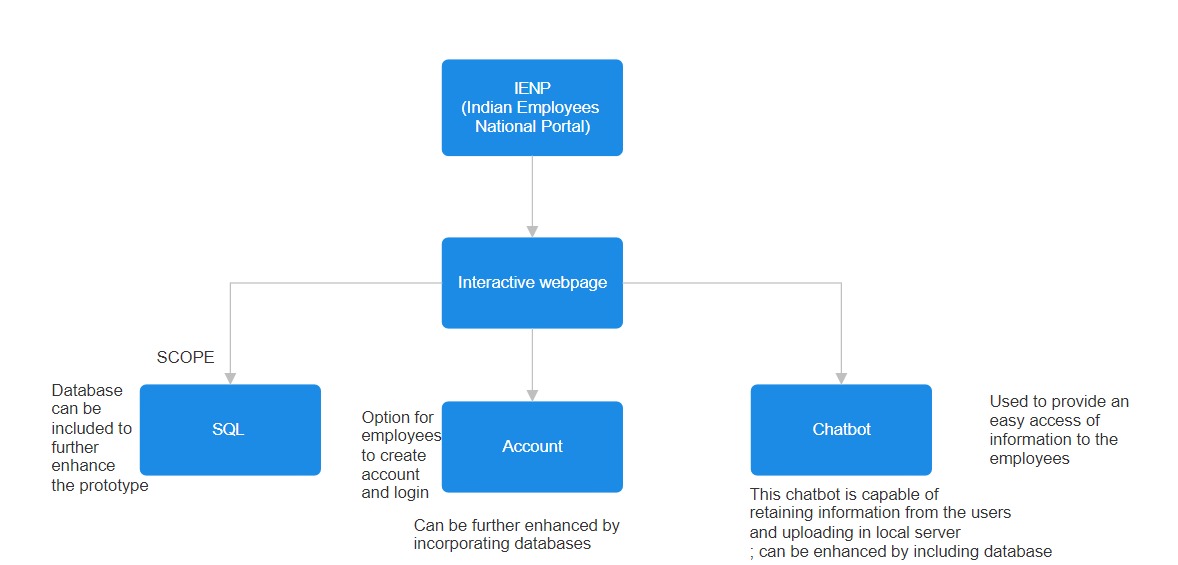 IENP
(Indian Employees
National Portal)
Interactive webpage
SCOPE
Database
can be
included to
further
enhance
the prototype
SQL
Option for
employees
to create
account
and login
Account
Can be further enhanced by
incorporating databases
Chatbot
Used to provide an
easy access of
information to the
employees
This chatbot is capable of
retaining information from the users
and uploading in local server
; can be enhanced by including database